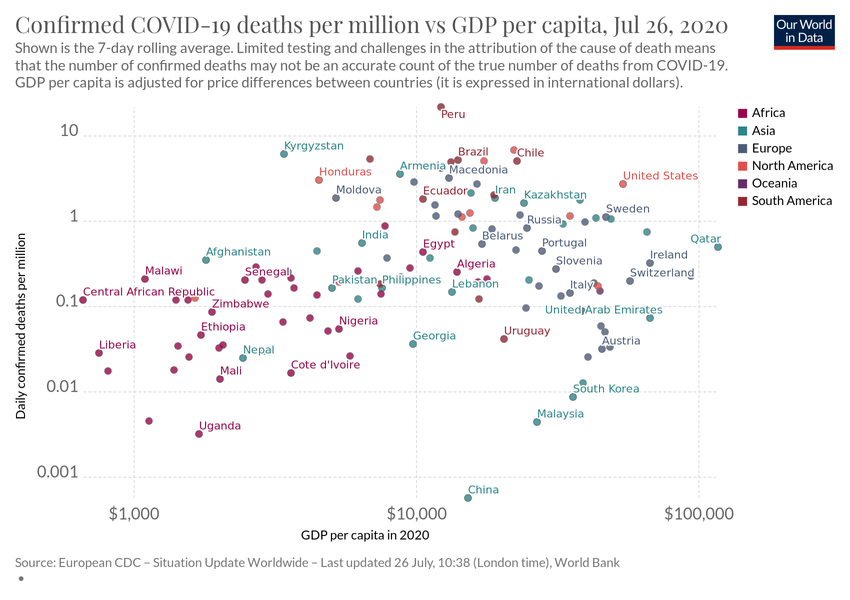 Confirmed COVID-19 deaths per million vs GDP per capita, Jul 26, 2020
Our World
in Data
Shown is the 7-day rolling average. Limited testing and challenges in the attribution of the cause of death means
that the number of confirmed deaths may not be an accurate count of the true number of deaths from COVID-19.
GDP per capita is adjusted for price differences between countries (it is expressed in international dollars).
Africa
Asia
Europe
North America
Oceania
South America
Peru
10
Kyrgyzstan
Brazil
Chile
Armenia
Honduras
Macedonia
United States
Moldova
Ecuador
Iran
Kazakhstan
1
Sweden
Russia
India
Belarus
Qatar
Egypt
Portugal
Afghanistan
Ireland
Slovenia
Malawi
Senegal
Algeria
Switzerland
Pakistan
Philippines
Lebanon
Italy
Central African Republic
0.1
Zimbabwe
United Arab Emirates
Nigeria
Ethiopia
Uruguay
Georgia
Austria
Liberia
Nepal
Cote d'Ivoire
Mali
0.01
South Korea
Malaysia
Uganda
0.001
China
Daily confirmed deaths per million
$1,000
$10,000
$100,000
GDP per capita in 2020
Source: European CDC – Situation Update Worldwide – Last updated 26 July, 10:38 (London time), World Bank